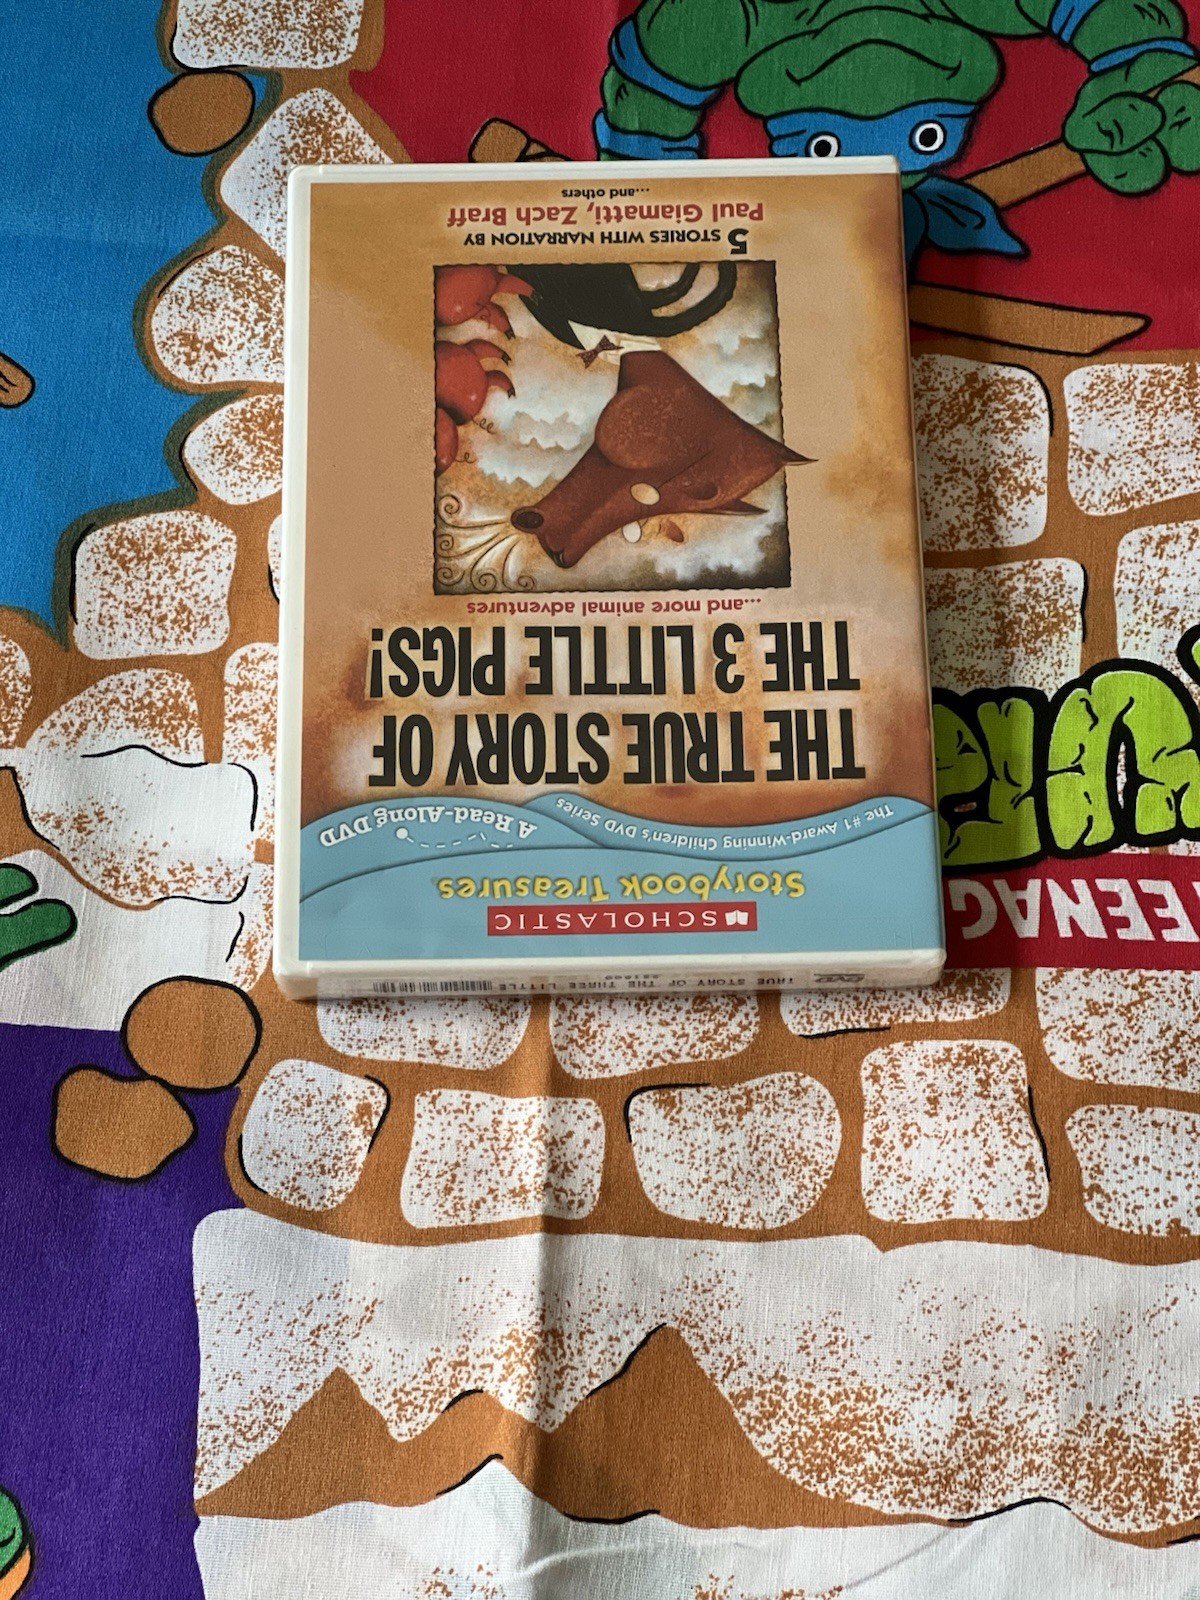 SCHOLASTIC
Storybook Treasures
The #1 Award-Winning Children's DVD Series
A Read-Along DVD
THE TRUE STORY OF
THE 3 LITTLE PIGS!
...and more animal adventures
5 STORIES WITH NARRATION BY
Paul Giamatti, Zach Braff
...and others
TRUE STORY OF THE THREE LITTLE
EENAG